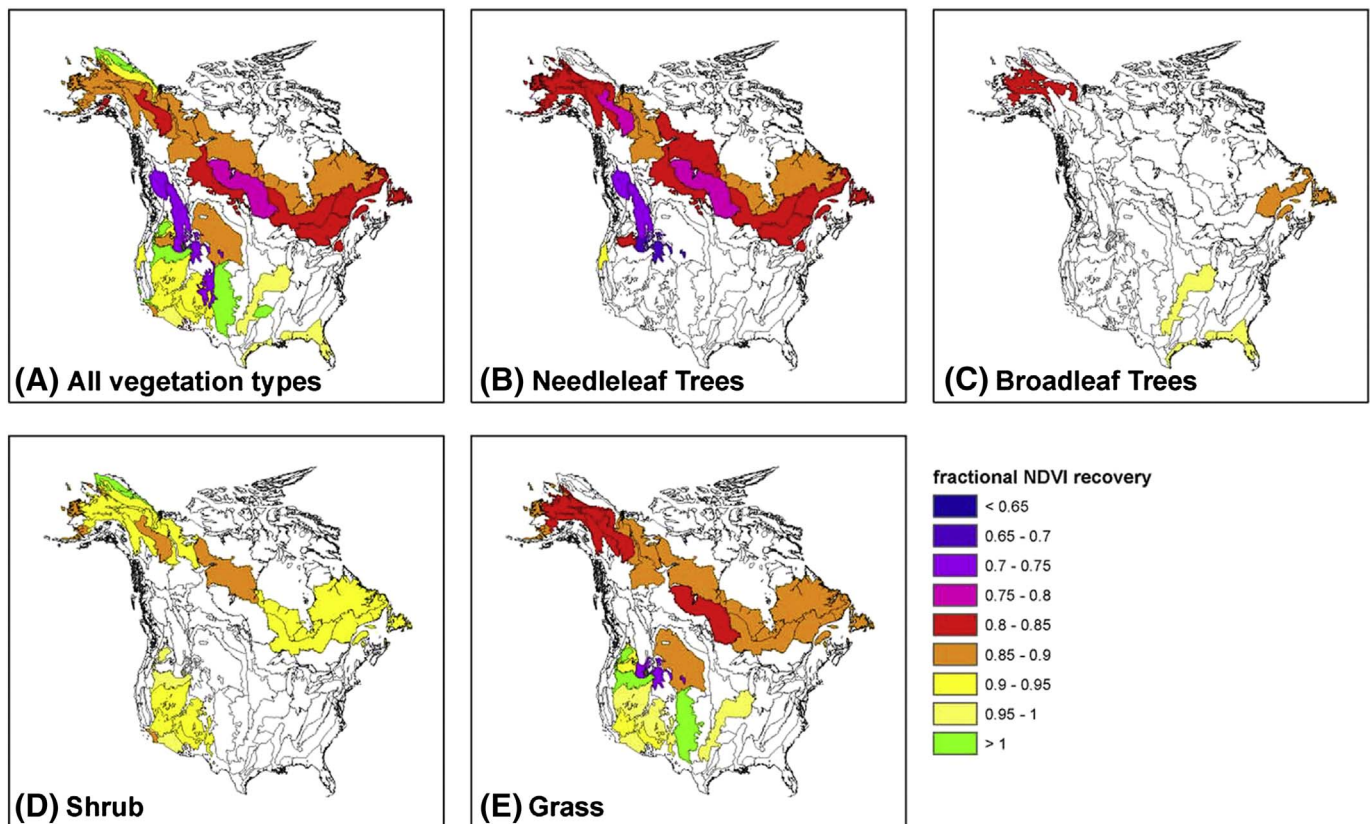 (A) All vegetation types
(B) Needleleaf Trees
(C) Broadleaf Trees
(D) Shrub
(E) Grass
fractional NDVI recovery
< 0.65
0.65 - 0.7
0.7 - 0.75
0.75 - 0.8
0.8 - 0.85
0.85 - 0.9
0.9 - 0.95
0.95 - 1
> 1